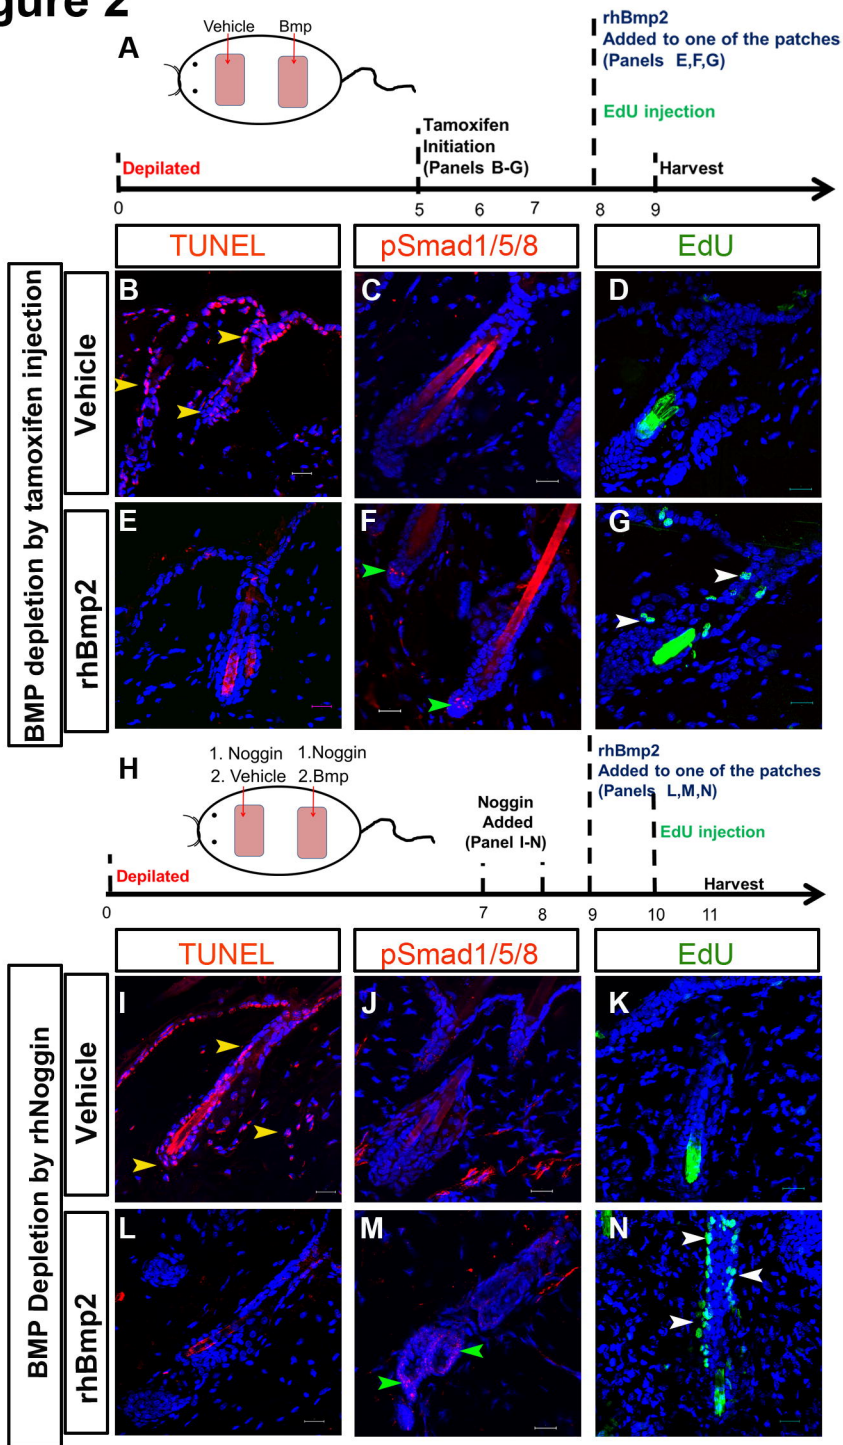 gure 2
A
Vehicle
Bmp
rhBmp2
Added to one of the patches
(Panels E,F,G)
EdU injection
Tamoxifen
Initiation
(Panels B-G)
Depilated
Harvest
0
5
6
7
8
9
TUNEL
pSmad1/5/8
EdU
BMP depletion by tamoxifen injection
Vehicle
B
C
D
rhBmp2
E
F
G
H
1. Noggin
2. Vehicle
1.Noggin
2.Bmp
rhBmp2
Added to one of the patches
(Panels L,M,N)
Noggin
Added
(Panel I-N)
EdU injection
Depilated
Harvest
0
7
8
9
10
11
TUNEL
pSmad1/5/8
EdU
BMP Depletion by rhNoggin
Vehicle
I
J
K
rhBmp2
L
M
N